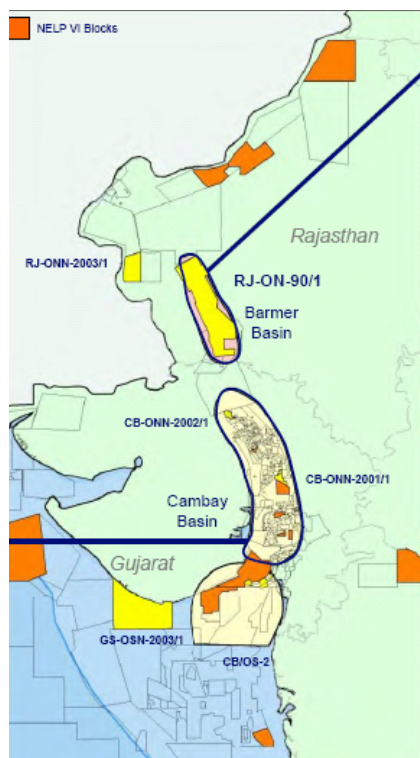 NELP VI Blocks
Rajasthan
RJ-ONN-2003/1
RJ-ON-90/1
Barmer
Basin
CB-ONN-2002/1
CB-ONN-2001/1
Cambay
Basin
Gujarat
GS-OSN-2003/1
CB/OS-2